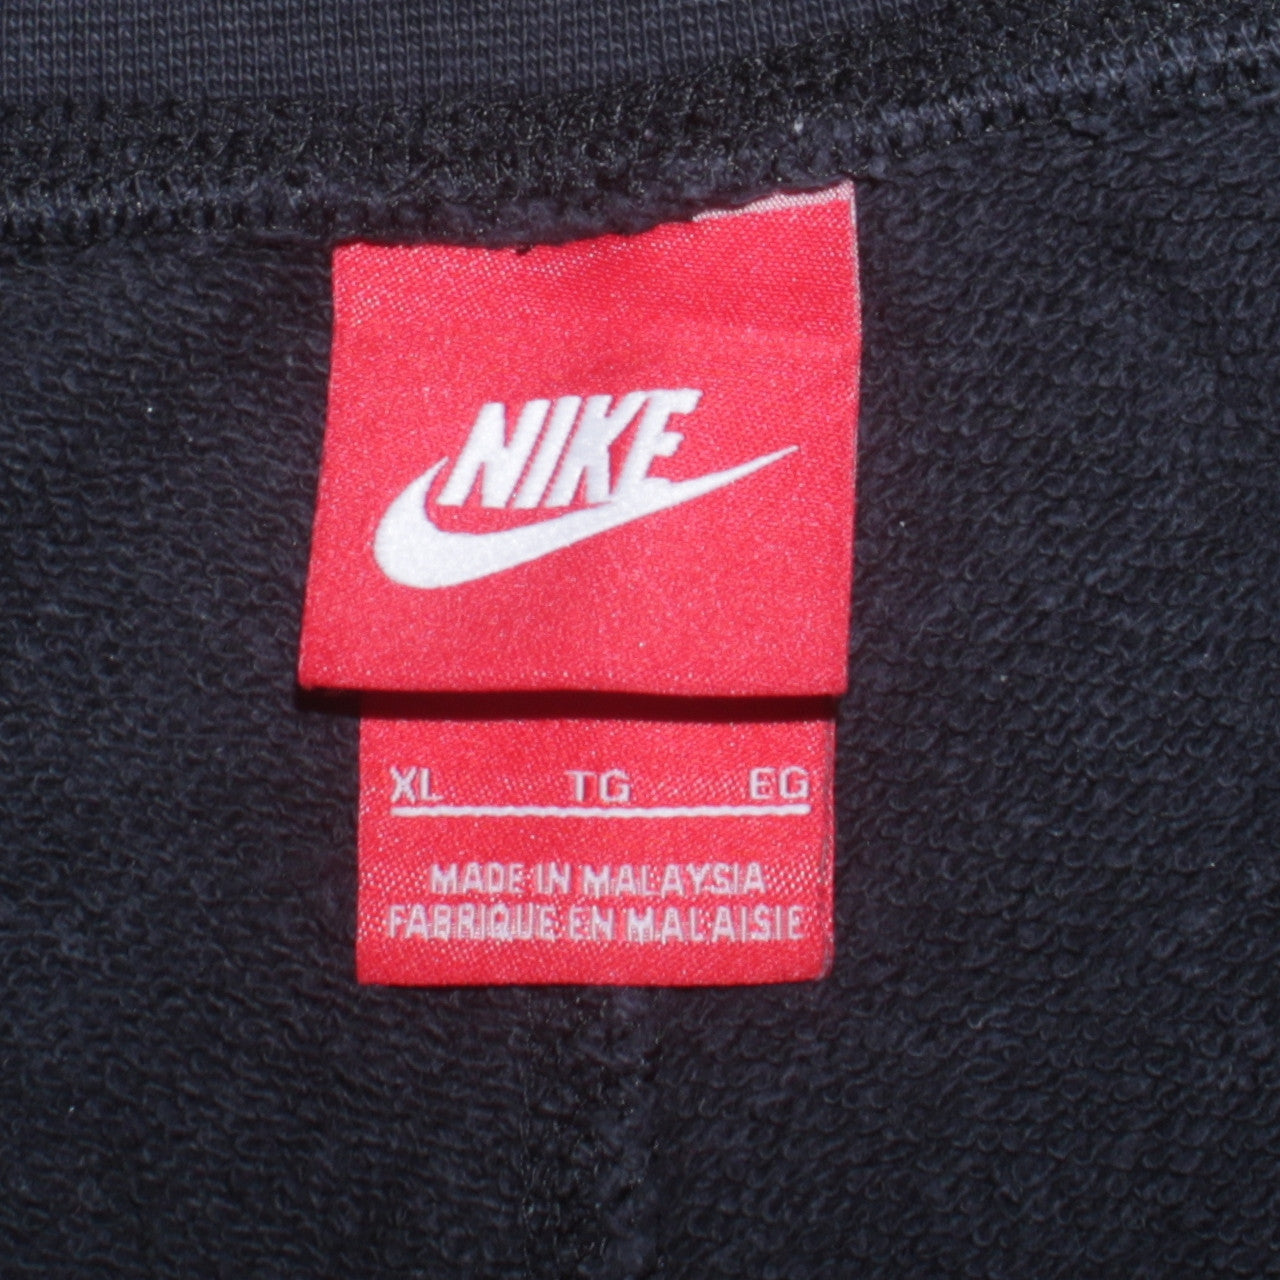 NIKE
XL TG EG
MADE IN MALAYSIA
FABRIQUE EN MALAISIE